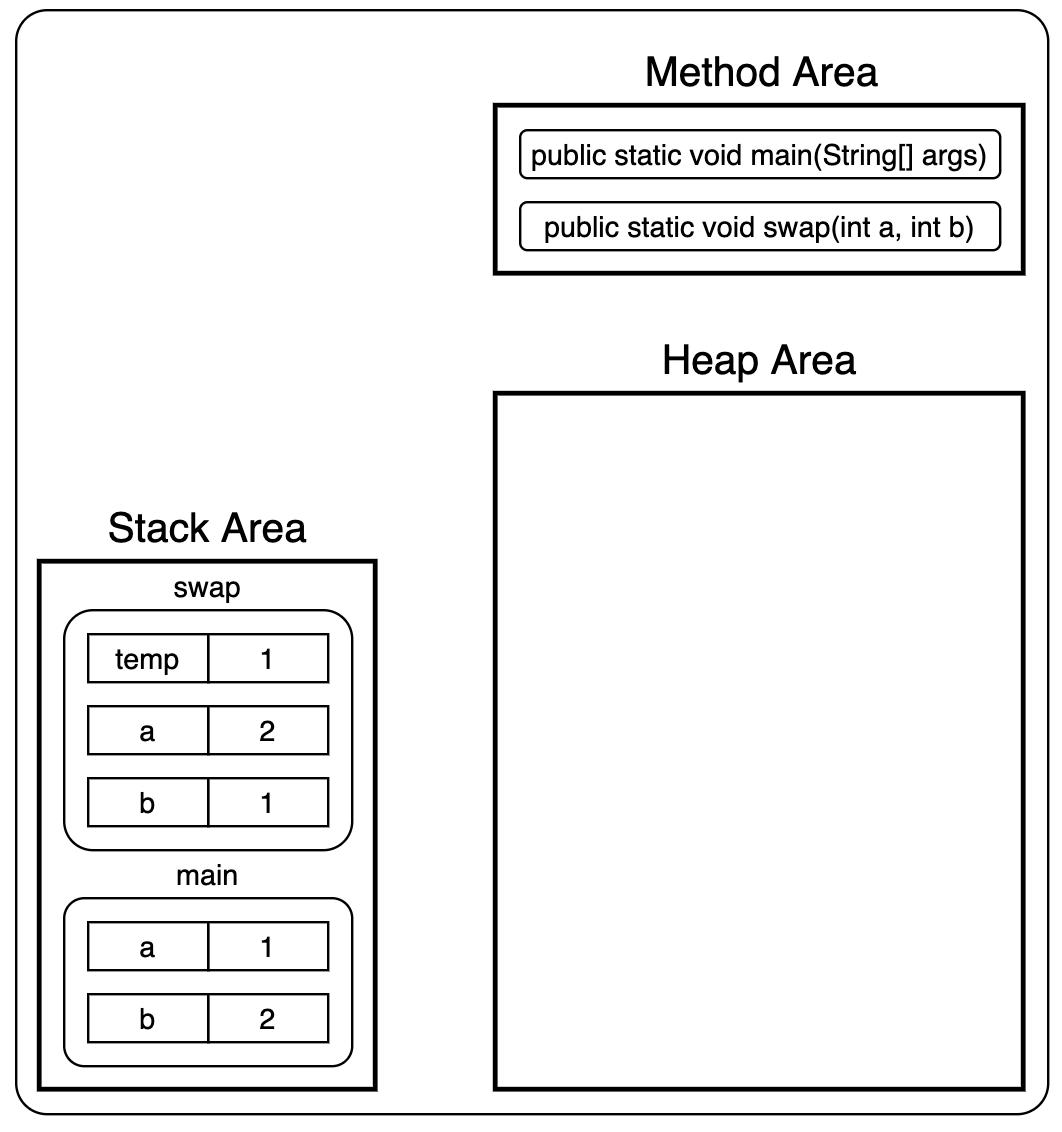 Method Area
public static void main(String[] args)
public static void swap(int a, int b)
Heap Area
Stack Area
swap
temp 1
a 2
b 1
main
a 1
b 2